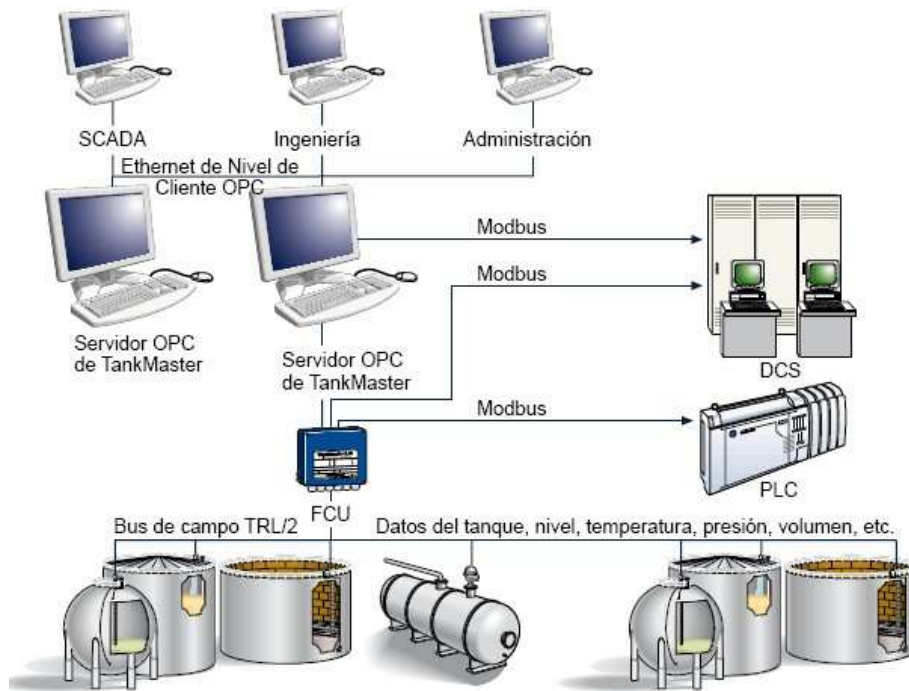 SCADA
Ingeniería
Administración
Ethernet de Nivel de
Cliente OPC
Modbus
Modbus
Servidor OPC
de TankMaster
Servidor OPC
de TankMaster
DCS
Modbus
PLC
FCU
Bus de campo TRL/2
Datos del tanque, nivel, temperatura, presión, volumen, etc.